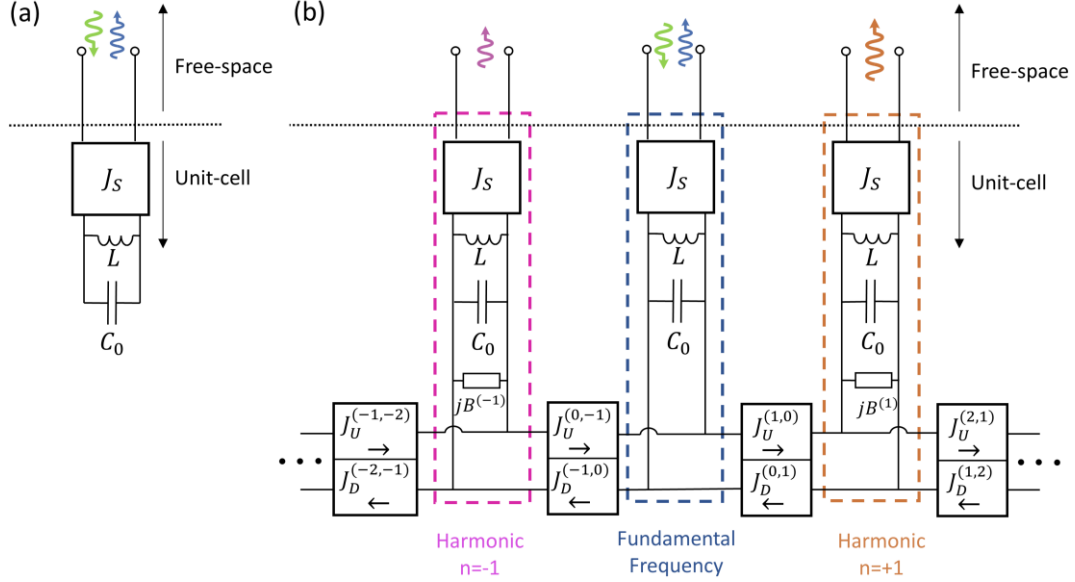 (a)
(b)
Free-space
Free-space
Unit-cell
Unit-cell
J_S
J_S
J_S
J_S
L
L
L
L
C_0
C_0
C_0
C_0
jB^{(-1)}
jB^{(1)}
J_U^{(-1,-2)}
J_U^{(0,-1)}
J_U^{(1,0)}
J_U^{(2,1)}
J_D^{(-2,-1)}
J_D^{(-1,0)}
J_D^{(0,1)}
J_D^{(1,2)}
Harmonic
n=-1
Fundamental
Frequency
Harmonic
n=+1